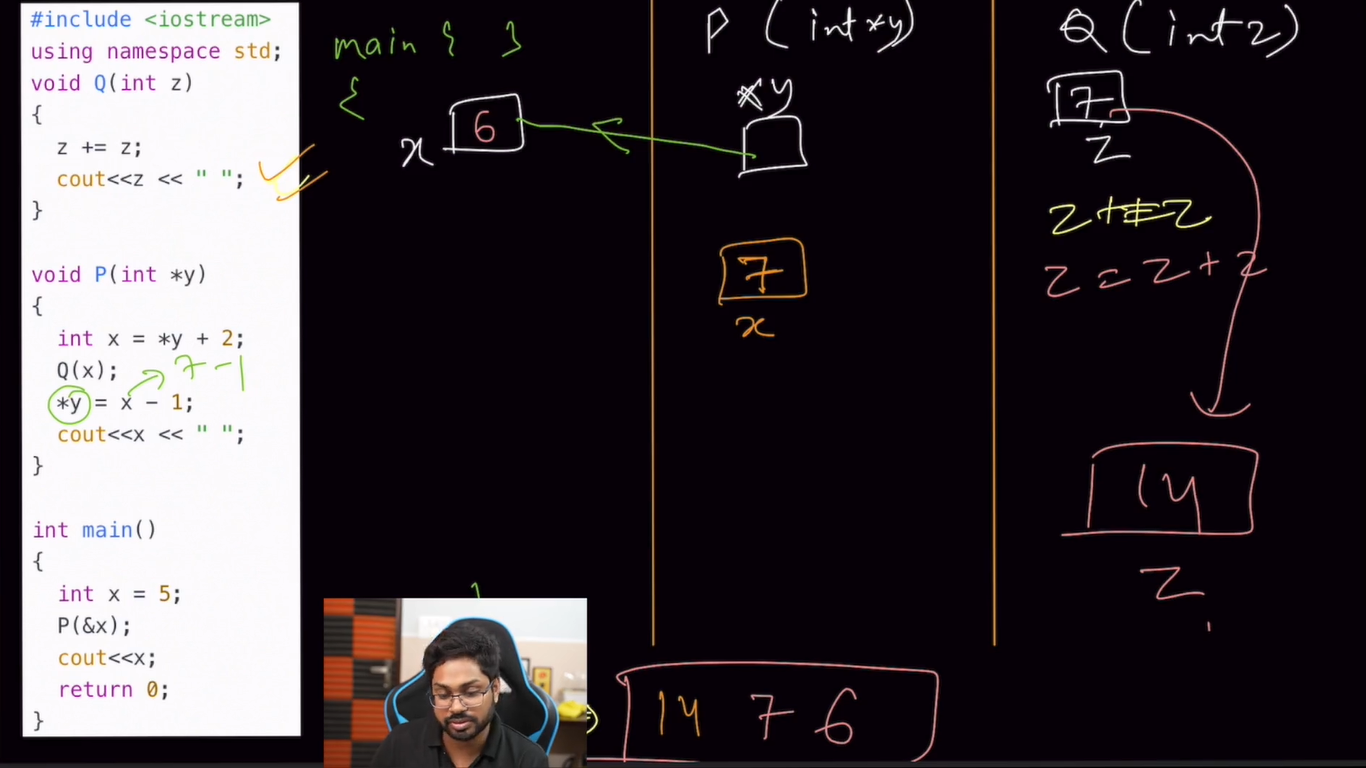 #include <iostream>
using namespace std;
void Q(int z)
{
z += z;
cout<<z << " ";
}
void P(int *y)
{
int x = *y + 2;
Q(x);
*y = x - 1;
cout<<x << " ";
}
int main()
{
int x = 5;
P(&x);
cout<<x;
return 0;
}
7 - 1
main { }
{
x 6
P (int *y)
*y
7
x
Q (int z)
7
z
z += z
z = z + z
14
z
14 7 6